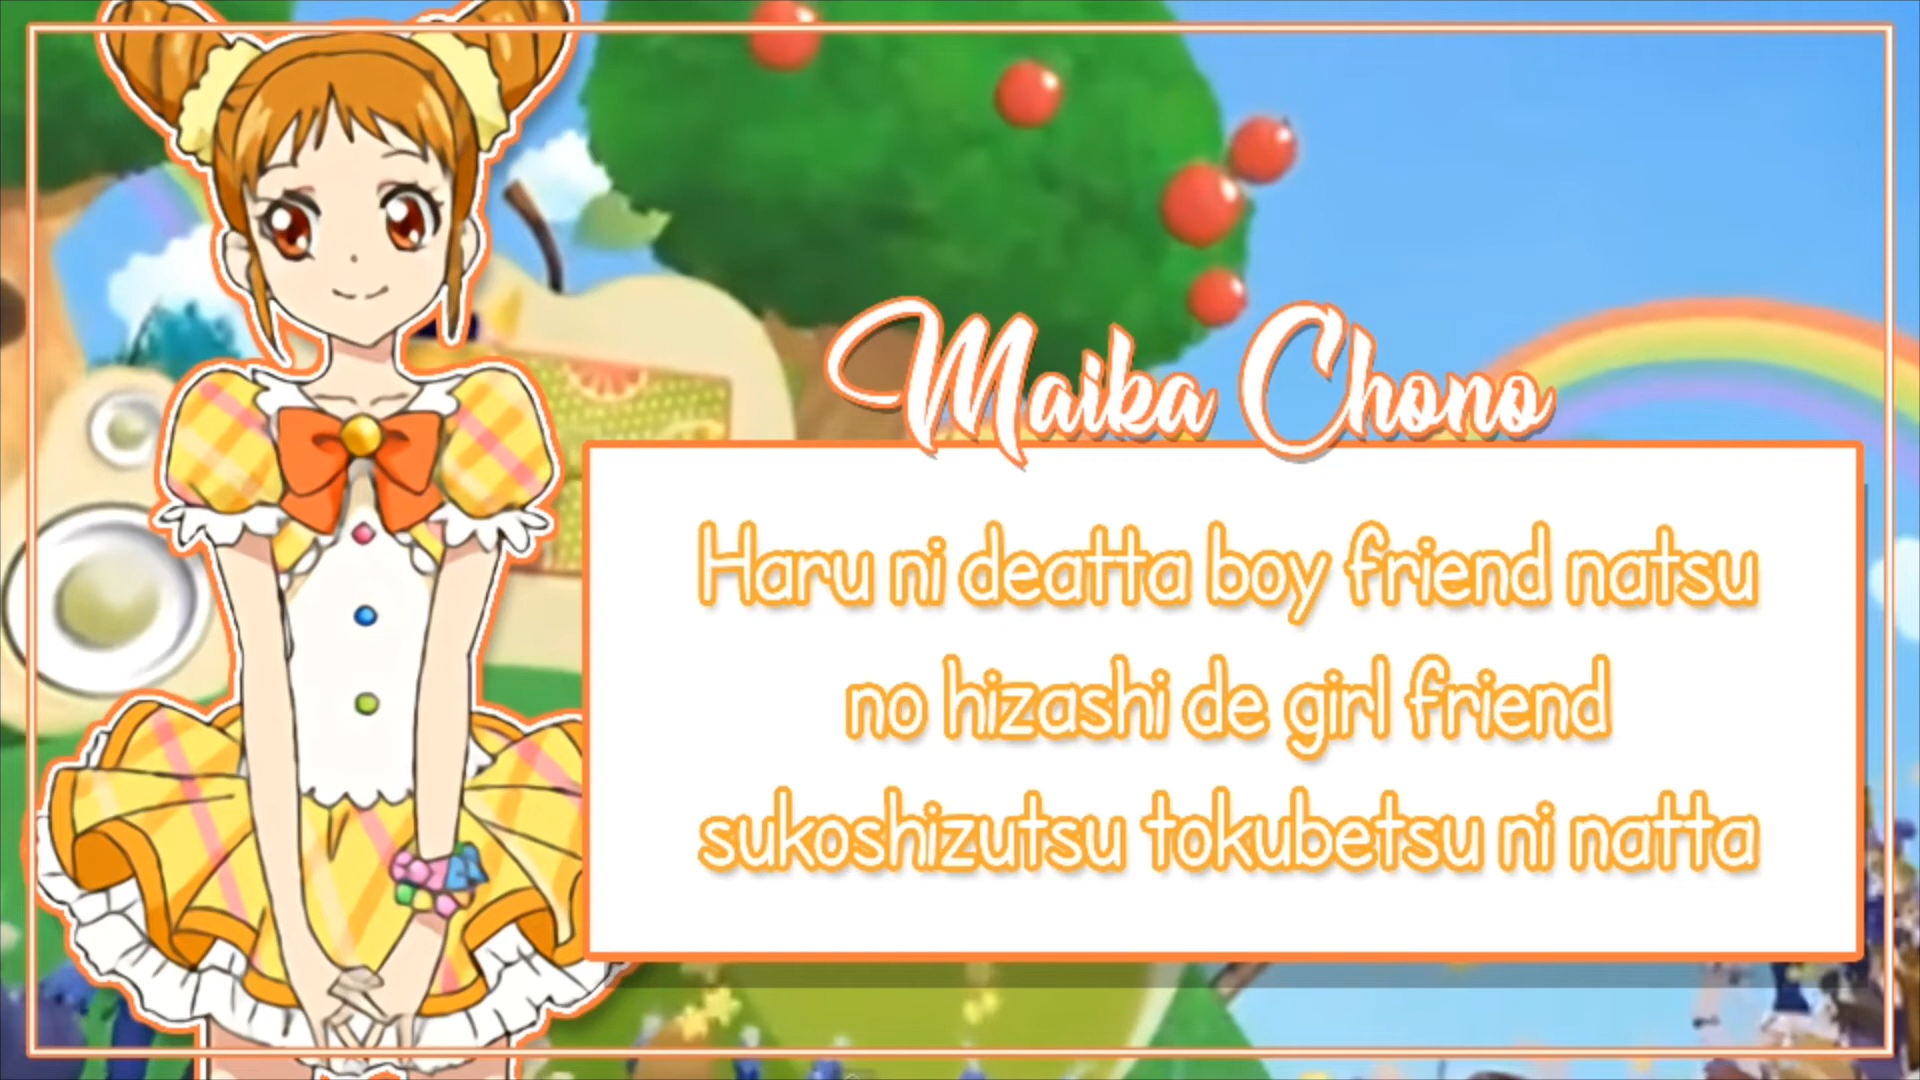 Maika Chono
Haru ni deatta boy friend natsu
no hizashi de girl friend
sukoshizutsu tokubetsu ni natta